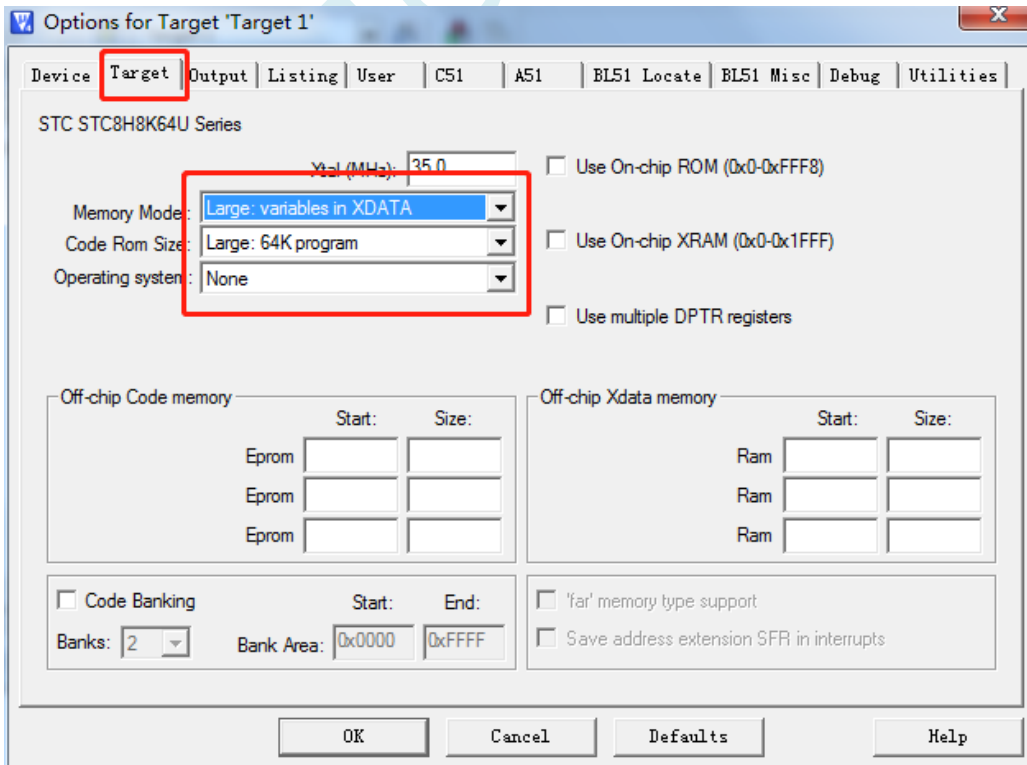 Options for Target 'Target 1'
Device Target Output Listing User C51 A51 BL51 Locate BL51 Misc Debug Utilities
STC STC8H8K64U Series
Xtal (MHz): 35.0 Use On-chip ROM (0x0-0xFFF8)
Memory Model: Large: variables in XDATA
Code Rom Size: Large: 64K program Use On-chip XRAM (0x0-0x1FFF)
Operating system: None
Use multiple DPTR registers
Off-chip Code memory Off-chip Xdata memory
Start: Size: Start: Size:
Eprom Ram
Eprom Ram
Eprom Ram
Code Banking Start: End: 'far' memory type support
Banks: 2 Bank Area: 0x0000 0xFFFF Save address extension SFR in interrupts
OK Cancel Defaults Help